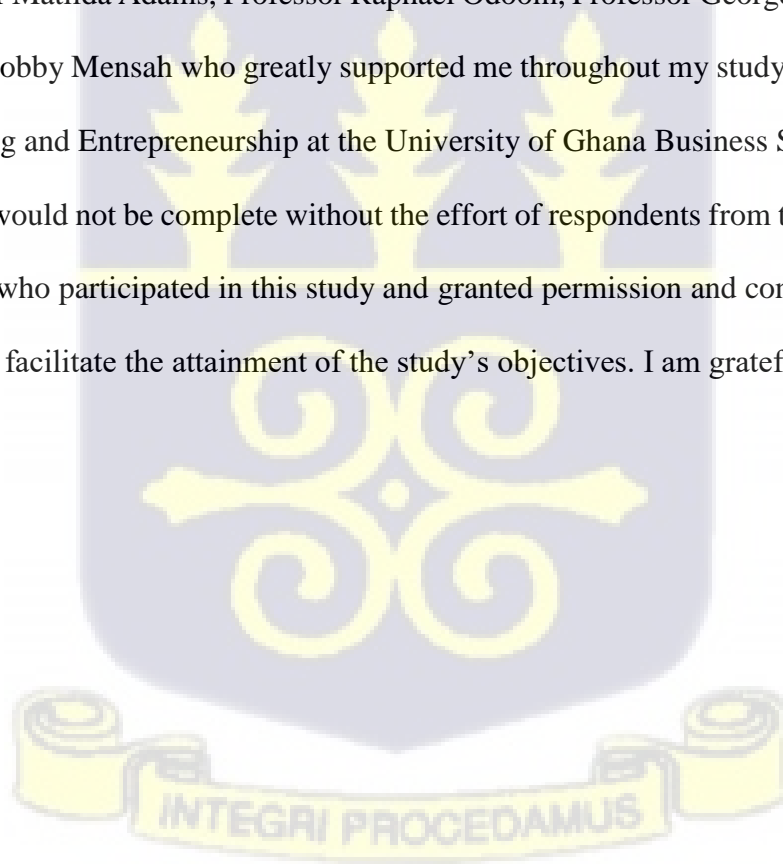 Matilda Adams, Professor Raphael Odoom, Professor George
obby Mensah who greatly supported me throughout my study
g and Entrepreneurship at the University of Ghana Business S
would not be complete without the effort of respondents from t
who participated in this study and granted permission and con
facilitate the attainment of the study’s objectives. I am gratef
INTEGRI PROCEDAMUS